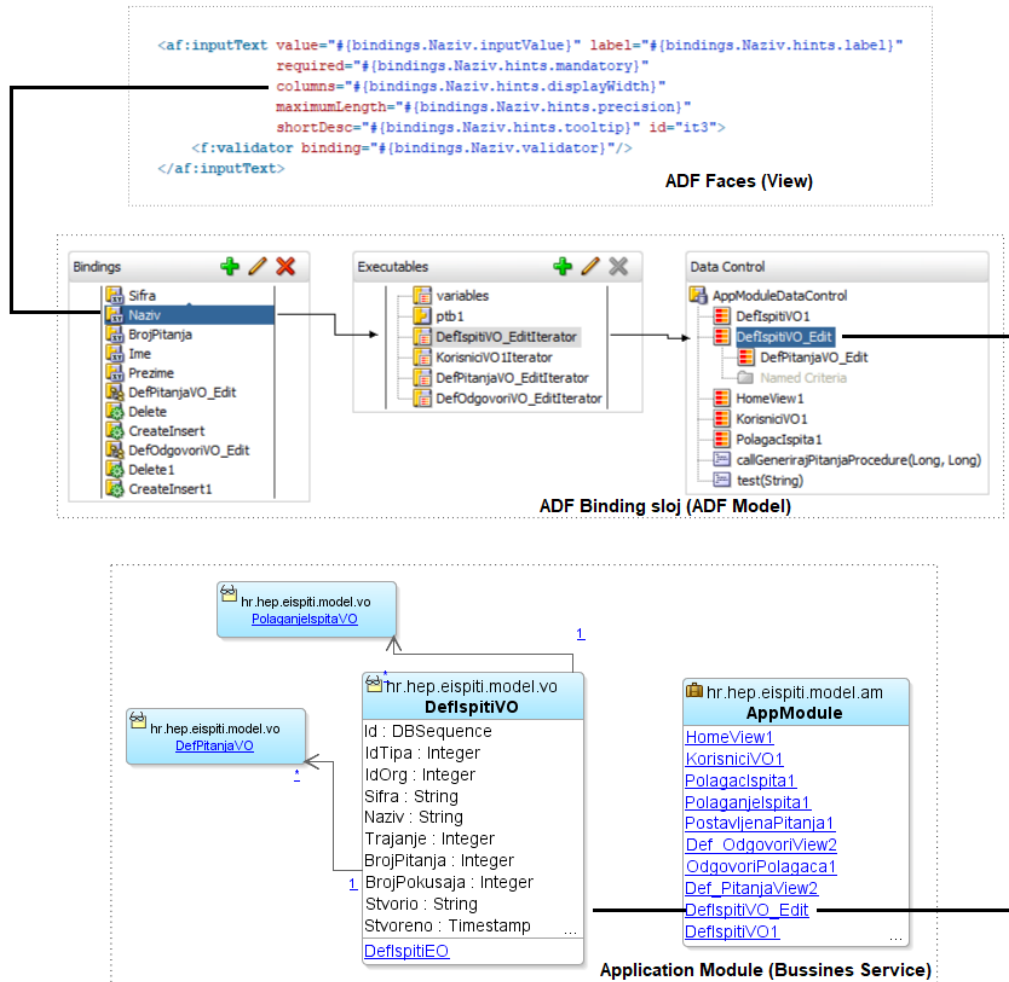 <af:inputText value="#{bindings.Naziv.inputValue}" label="#{bindings.Naziv.hints.label}"
required="#{bindings.Naziv.hints.mandatory}"
columns="#{bindings.Naziv.hints.displayWidth}"
maximumLength="#{bindings.Naziv.hints.precision}"
shortDesc="#{bindings.Naziv.hints.tooltip}" id="it3">
<f:validator binding="#{bindings.Naziv.validator}"/>
</af:inputText>
ADF Faces (View)
Bindings
Sifra
Naziv
BrojPitanja
Ime
Prezime
DefPitanjaVO_Edit
Delete
CreateInsert
DefOdgovoriVO_Edit
Delete1
CreateInsert1
Executables
variables
ptb1
DefIspitiVO_EditIterator
KorisniciVO1Iterator
DefPitanjaVO_EditIterator
DefOdgovoriVO_EditIterator
Data Control
AppModuleDataControl
DefIspitiVO1
DefIspitiVO_Edit
DefPitanjaVO_Edit
Named Criteria
HomeView1
KorisniciVO1
PolagacIspita1
callGenerirajPitanjaProcedure(Long, Long)
test(String)
ADF Binding sloj (ADF Model)
hr.hep.eispiti.model.vo
PolaganjeIspitaVO
1
*
hr.hep.eispiti.model.vo
DefPitanjaVO
*
1
hr.hep.eispiti.model.vo
DefIspitiVO
Id : DBSequence
IdTipa : Integer
IdOrg : Integer
Sifra : String
Naziv : String
Trajanje : Integer
BrojPitanja : Integer
BrojPokusaja : Integer
Stvorio : String
Stvoreno : Timestamp
...
DefIspitiEO
hr.hep.eispiti.model.am
AppModule
HomeView1
KorisniciVO1
PolagacIspita1
PolaganjeIspita1
PostavljenaPitanja1
Def_OdgovoriView2
OdgovoriPolagaca1
Def_PitanjaView2
DefIspitiVO_Edit
DefIspitiVO1
...
Application Module (Bussines Service)